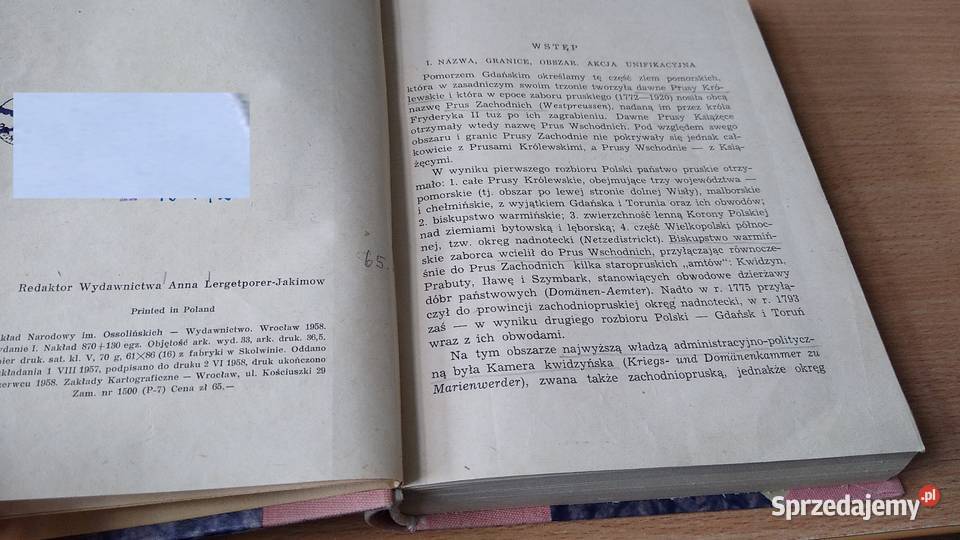 Redaktor Wydawnictwa Anna Lergetporer-Jakimow
Printed in Poland
kład Narodowy im. Ossolińskich — Wydawnictwo. Wrocław 1958.
danie I. Nakład 870+130 egz. Objętość ark. wyd. 33, ark. druk. 36,5.
pier druk. sat. kl. V, 70 g, 61×86 (16) z fabryki w Skolwinie. Oddano
składania 1 VIII 1957, podpisano do druku 2 VI 1958, druk ukończono
zerwcu 1958. Zakłady Kartograficzne — Wrocław, ul. Kościuszki 29
Zam. nr 1500 (P-7) Cena zł 65.—
65.
WSTĘP
I. NAZWA, GRANICE, OBSZAR. AKCJA UNIFIKACYJNA
Pomorzem Gdańskim określamy tę część ziem pomorskich,
która w zasadniczym swoim trzonie tworzyła dawne Prusy Kró-
lewskie i która w epoce zaboru pruskiego (1772—1920) nosiła obcą
nazwę Prus Zachodnich (Westpreussen), nadaną im przez króla
Fryderyka II tuż po ich zagrabieniu. Dawne Prusy Książęce
otrzymały wtedy nazwę Prus Wschodnich. Pod względem swego
obszaru i granic Prusy Zachodnie nie pokrywały się jednak cał-
kowicie z Prusami Królewskimi, a Prusy Wschodnie — z Ksią-
żęcymi.
W wyniku pierwszego rozbioru Polski państwo pruskie otrzy-
mało: 1. całe Prusy Królewskie, obejmujące trzy województwa —
pomorskie (tj. obszar po lewej stronie dolnej Wisły), malborskie
i chełmińskie, z wyjątkiem Gdańska i Torunia oraz ich obwodów;
2. biskupstwo warmińskie; 3. zwierzchność lenną Korony Polskiej
nad ziemiami bytowską i lęborską; 4. część Wielkopolski północ-
nej, tzw. okręg nadnotecki (Netzedistrickt). Biskupstwo warmiń-
skie zaborca wcielił do Prus Wschodnich, przyłączając równocze-
śnie do Prus Zachodnich kilka staropruskich „amtów": Kwidzyn,
Prabuty, Iławę i Szymbark, stanowiących obwodowe dzierżawy
dóbr państwowych (Domänen-Aemter). Nadto w r. 1775 przyłą-
czył do prowincji zachodniopruskiej okręg nadnotecki, w r. 1793
zaś — w wyniku drugiego rozbioru Polski — Gdańsk i Toruń
wraz z ich obwodami.
Na tym obszarze najwyższą władzą administracyjno-politycz-
ną była Kamera kwidzyńska (Kriegs- und Domänenkammer zu
Marienwerder), zwana także zachodniopruską, jednakże okręg
Sprzedajemy.pl